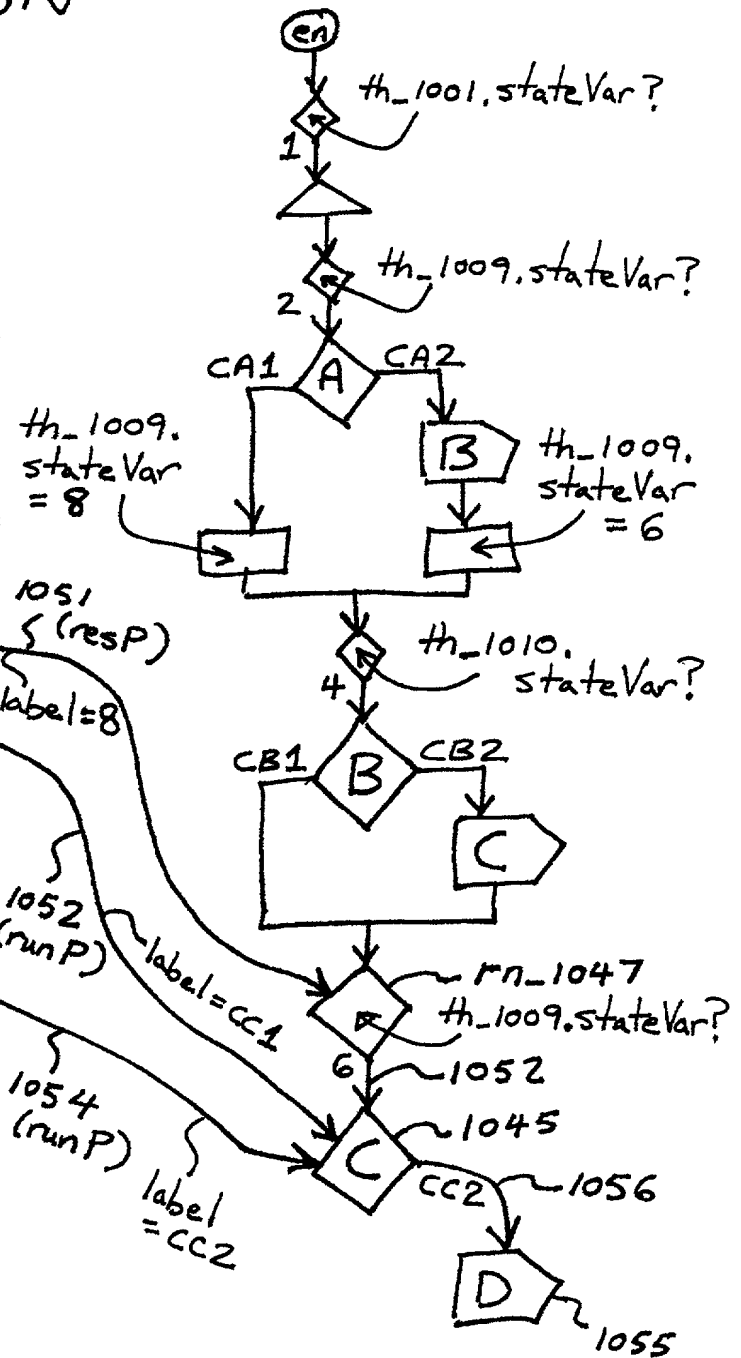 en
th_1001.stateVar?
1
th_1009.stateVar?
2
CA1
A
CA2
th_1009.
stateVar
= 8
B
th_1009.
stateVar
= 6
1051
(resP)
label=8
th_1010.
stateVar?
4
CB1
B
CB2
C
1052
(runP)
label=CC1
rn_1047
th_1009.stateVar?
6
1052
1045
1054
(runP)
label
=CC2
C
CC2
1056
D
1055